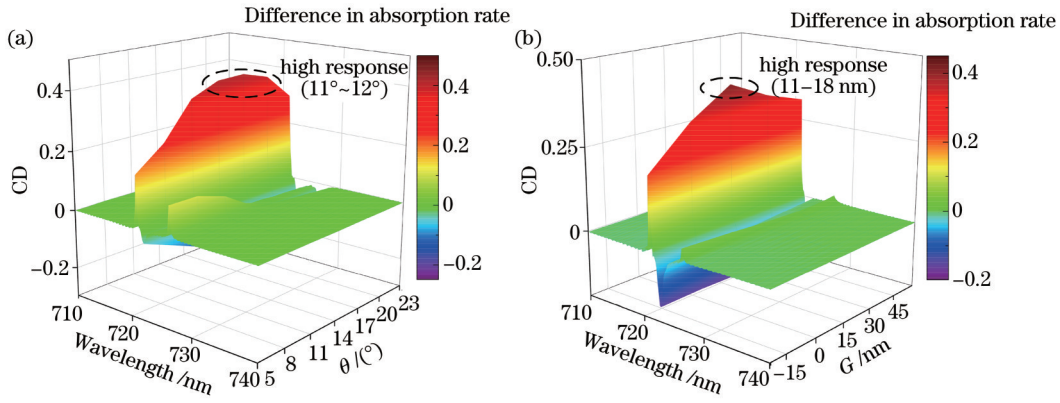 Difference in absorption rate
(a)
high response
(11°~12°)
CD
0.4
0.2
0
−0.2
0.4
0.2
0
−0.2
710
720
730
740
Wavelength /nm
5
8
11
14
17
20
23
θ /(°)
Difference in absorption rate
(b)
high response
(11–18 nm)
CD
0.50
0.25
0
0.4
0.2
0
−0.2
710
720
730
740
Wavelength /nm
−15
0
15
30
45
G /nm